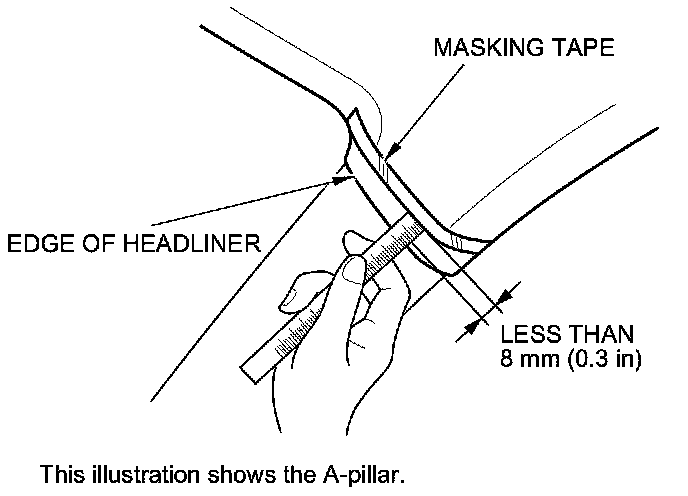 MASKING TAPE
EDGE OF HEADLINER
LESS THAN
8 mm (0.3 in)
This illustration shows the A-pillar.